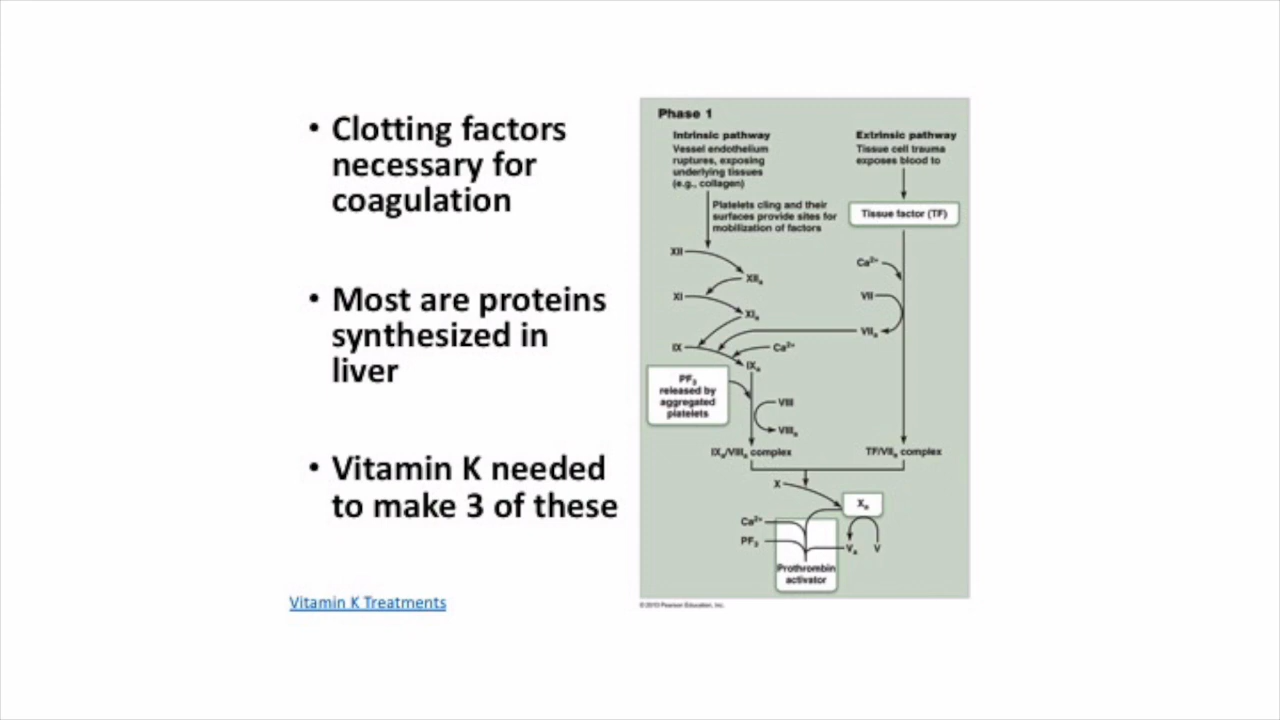 • Clotting factors
necessary for
coagulation
• Most are proteins
synthesized in
liver
• Vitamin K needed
to make 3 of these
Vitamin K Treatments
Phase 1
Intrinsic pathway
Vessel endothelium
ruptures, exposing
underlying tissues
(e.g., collagen)
Extrinsic pathway
Tissue cell trauma
exposes blood to
Platelets cling and their
surfaces provide sites for
mobilization of factors
Tissue factor (TF)
XII
XIIa
Ca2+
XI
VII
XIa
VIIa
IX
Ca2+
IXa
PF3
released by
aggregated
platelets
VIII
VIIIa
IXa/VIIIa complex
TF/VIIa complex
X
Xa
Ca2+
PF3
Va
V
Prothrombin
activator
© 2013 Pearson Education, Inc.